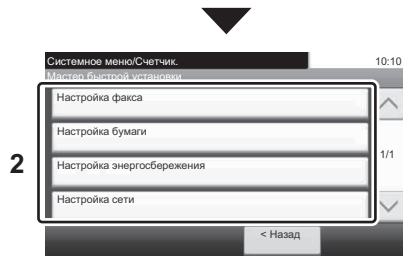 Системное меню/Счетчик.
10:10
Мастер быстрой установки
Настройка факса
Настройка бумаги
2
1/1
Настройка энергосбережения
Настройка сети
< Назад